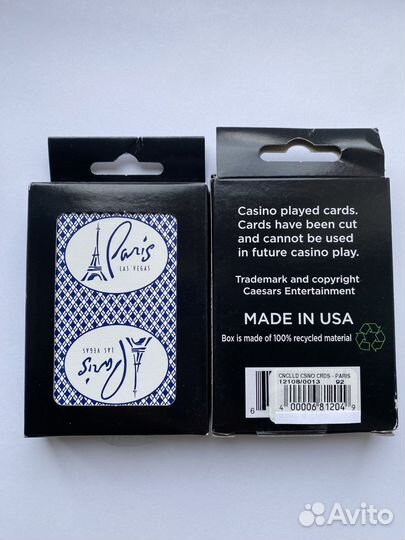 Paris
LAS VEGAS
Paris
LAS VEGAS
Casino played cards.
Cards have been cut
and cannot be used
in future casino play.
Trademark and copyright
Caesars Entertainment
MADE IN USA
Box is made of 100% recycled material
CNCLLD CSNO CRDS - PARIS
12108/0013 92
6
4 00006 81204 9
Avito